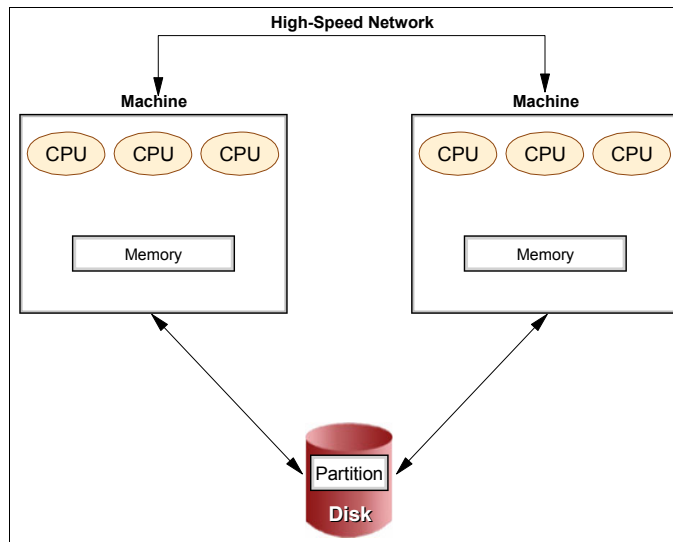 High-Speed Network
Machine Machine
CPU CPU CPU CPU CPU CPU
Memory Memory
Partition
Disk